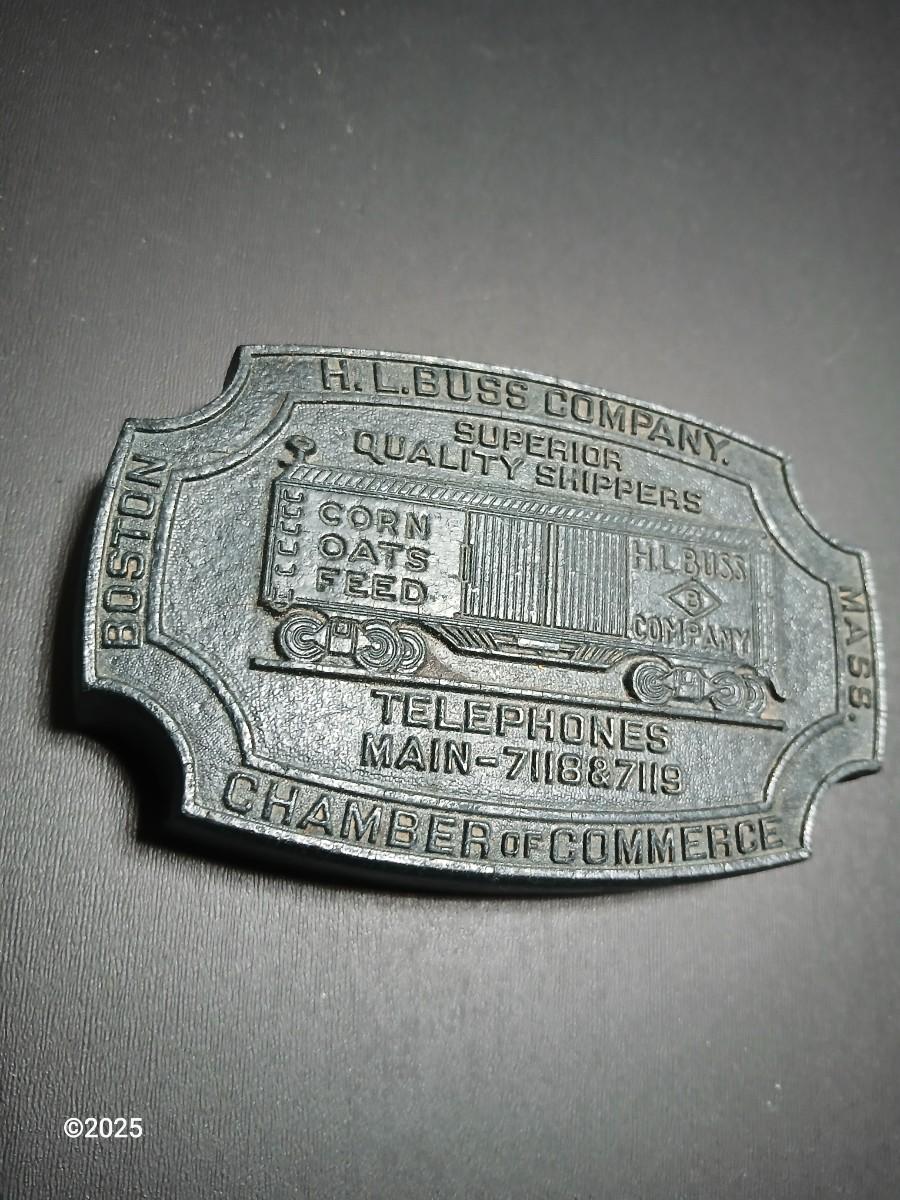 H. L. BUSS COMPANY.
SUPERIOR
QUALITY SHIPPERS
CORN
OATS
FEED
H.L.BUSS
B
COMPANY
BOSTON
MASS.
TELEPHONES
MAIN-7118&7119
CHAMBER OF COMMERCE
©2025